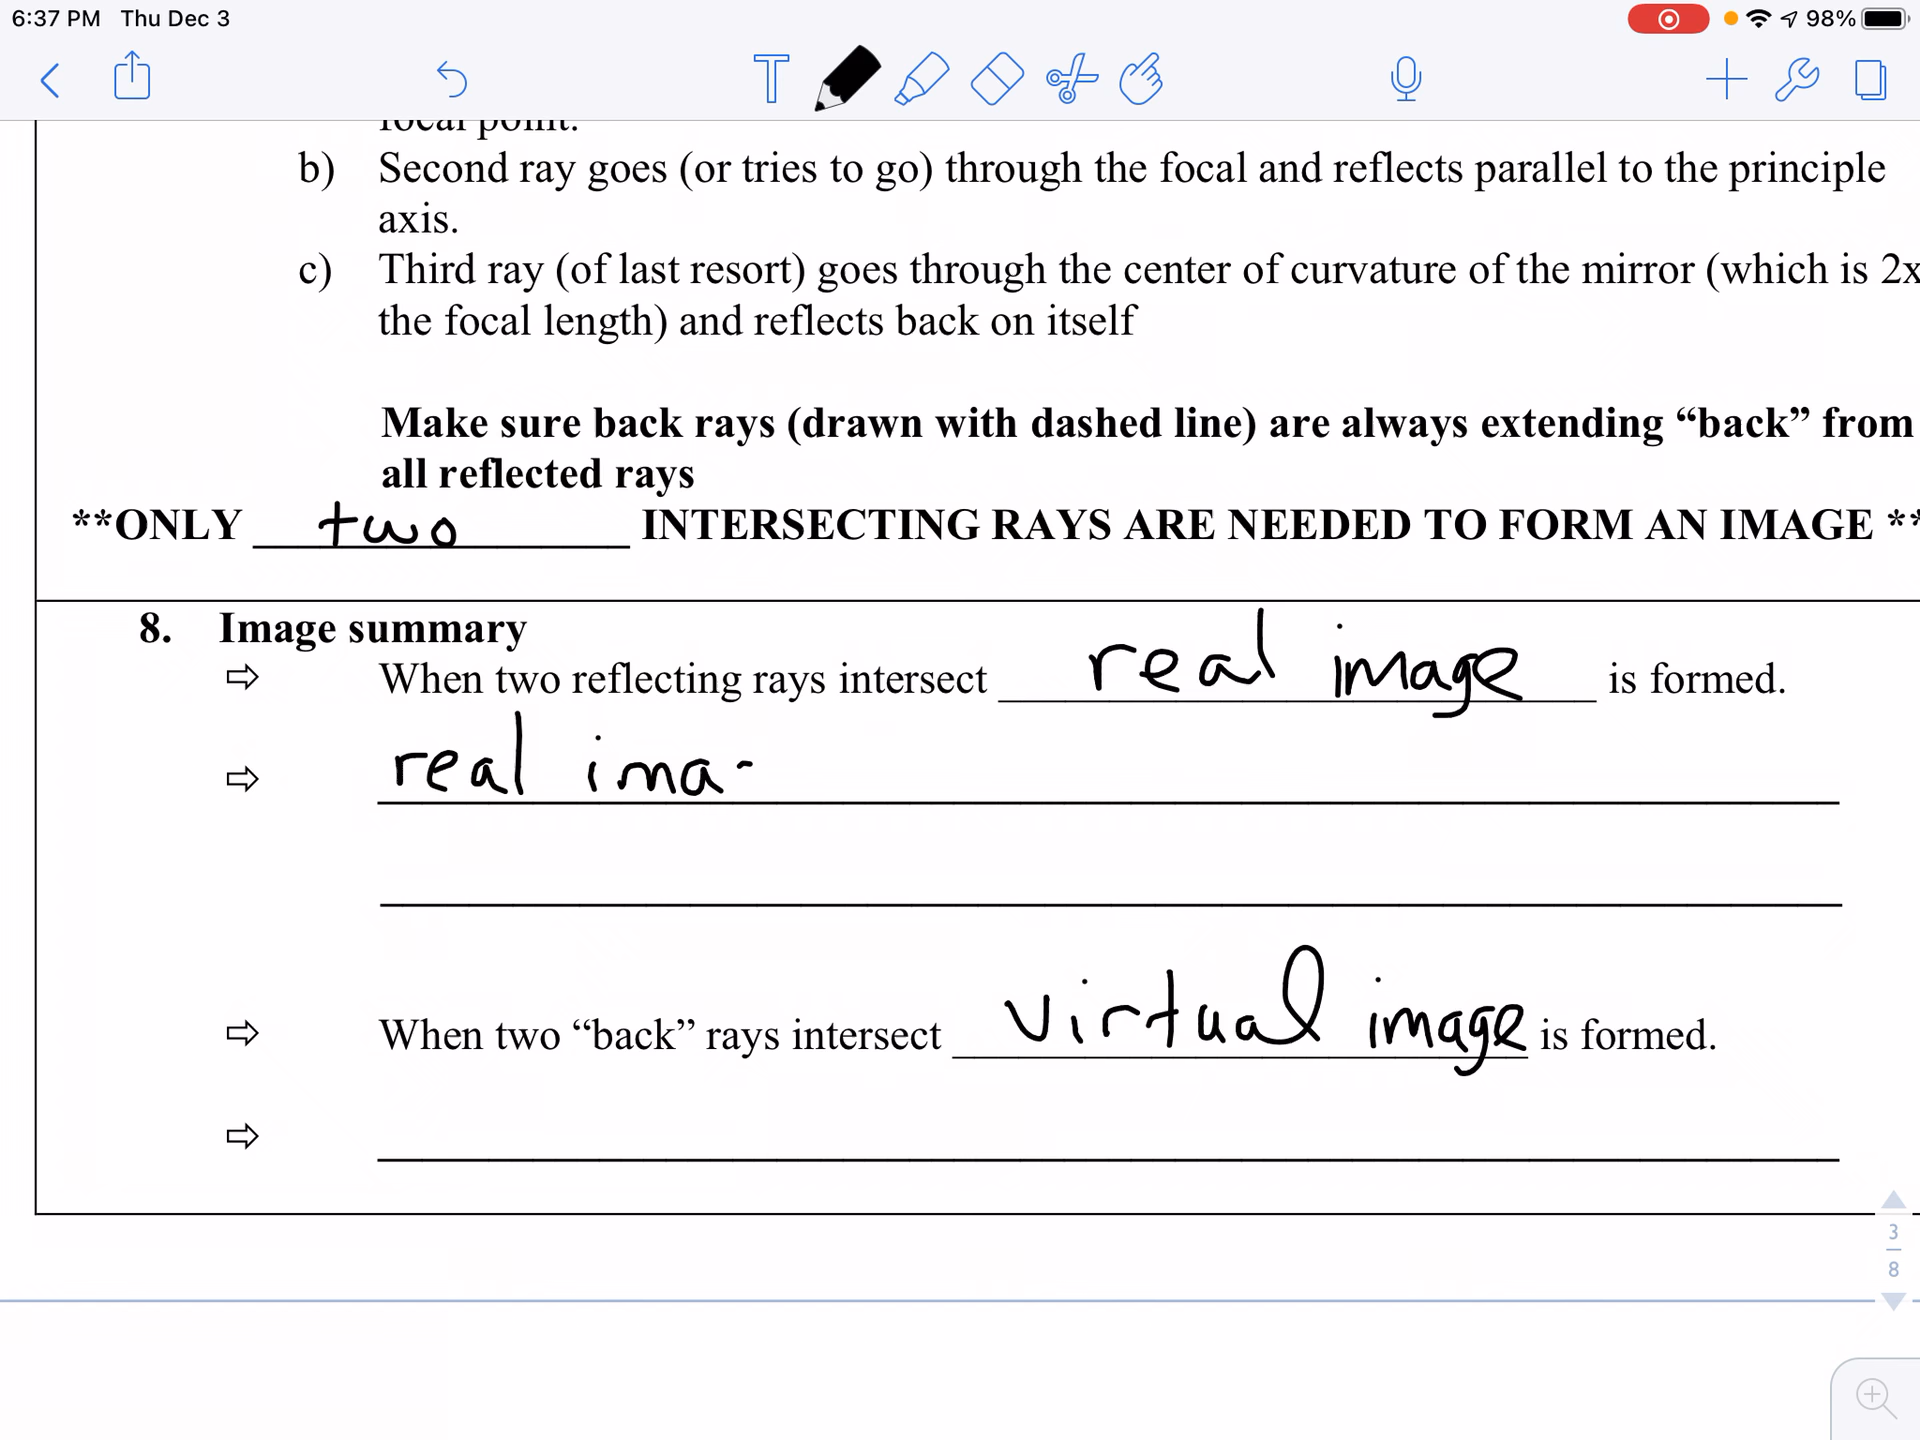 6:37 PM Thu Dec 3 98%
T
focal point.
b) Second ray goes (or tries to go) through the focal and reflects parallel to the principle
axis.
c) Third ray (of last resort) goes through the center of curvature of the mirror (which is 2x
the focal length) and reflects back on itself
Make sure back rays (drawn with dashed line) are always extending “back” from
all reflected rays
**ONLY two INTERSECTING RAYS ARE NEEDED TO FORM AN IMAGE **
8. Image summary
⇨ When two reflecting rays intersect real image is formed.
⇨ real ima
⇨ When two “back” rays intersect virtual image is formed.
⇨
3
8